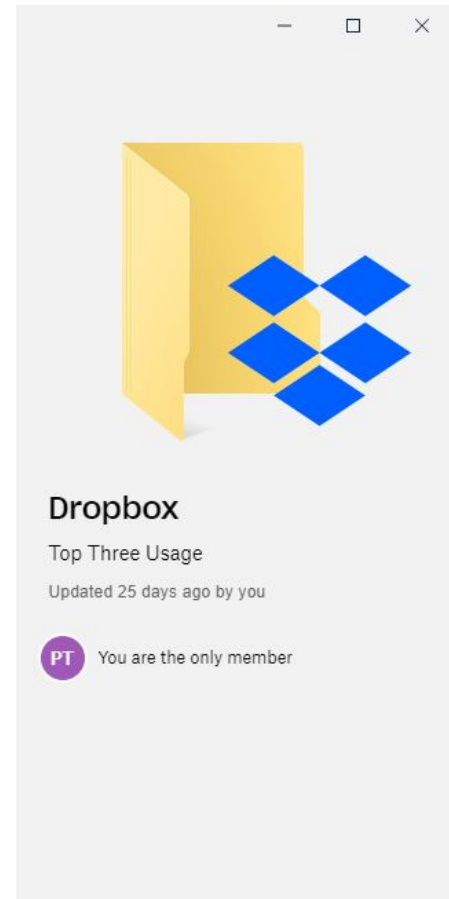 Dropbox
Top Three Usage
Updated 25 days ago by you
PT
You are the only member